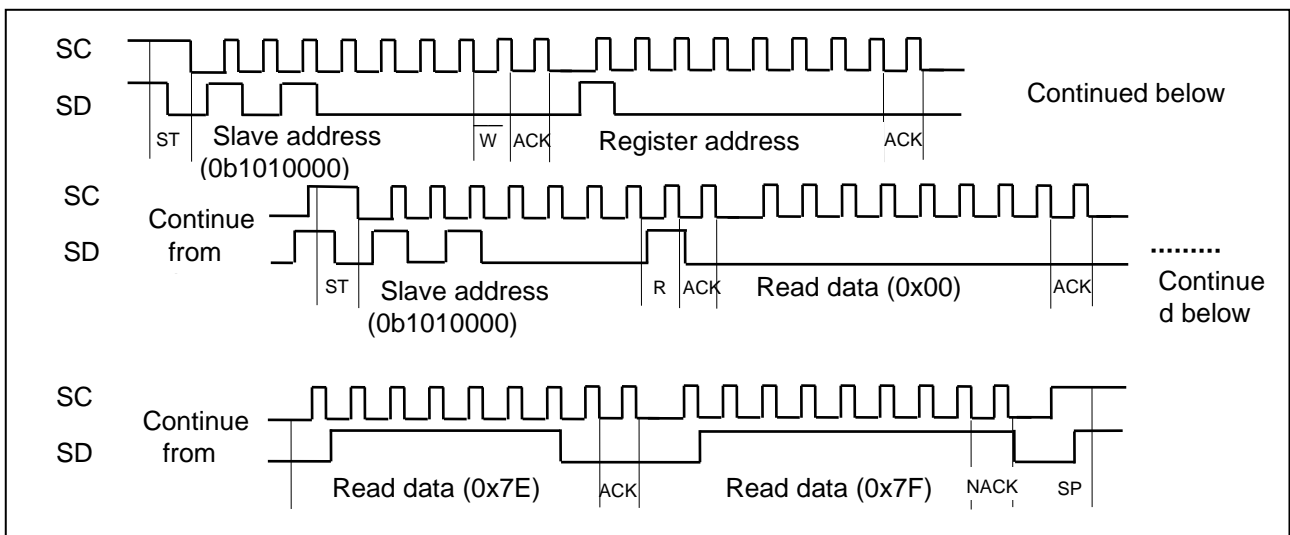 SC
SD
Continued below
ST
Slave address
(0b1010000)
W
ACK
Register address
ACK
SC
Continue
from
SD
ST
Slave address
(0b1010000)
R
ACK
Read data (0x00)
ACK
.........
Continue
d below
SC
Continue
from
SD
Read data (0x7E)
ACK
Read data (0x7F)
NACK
SP